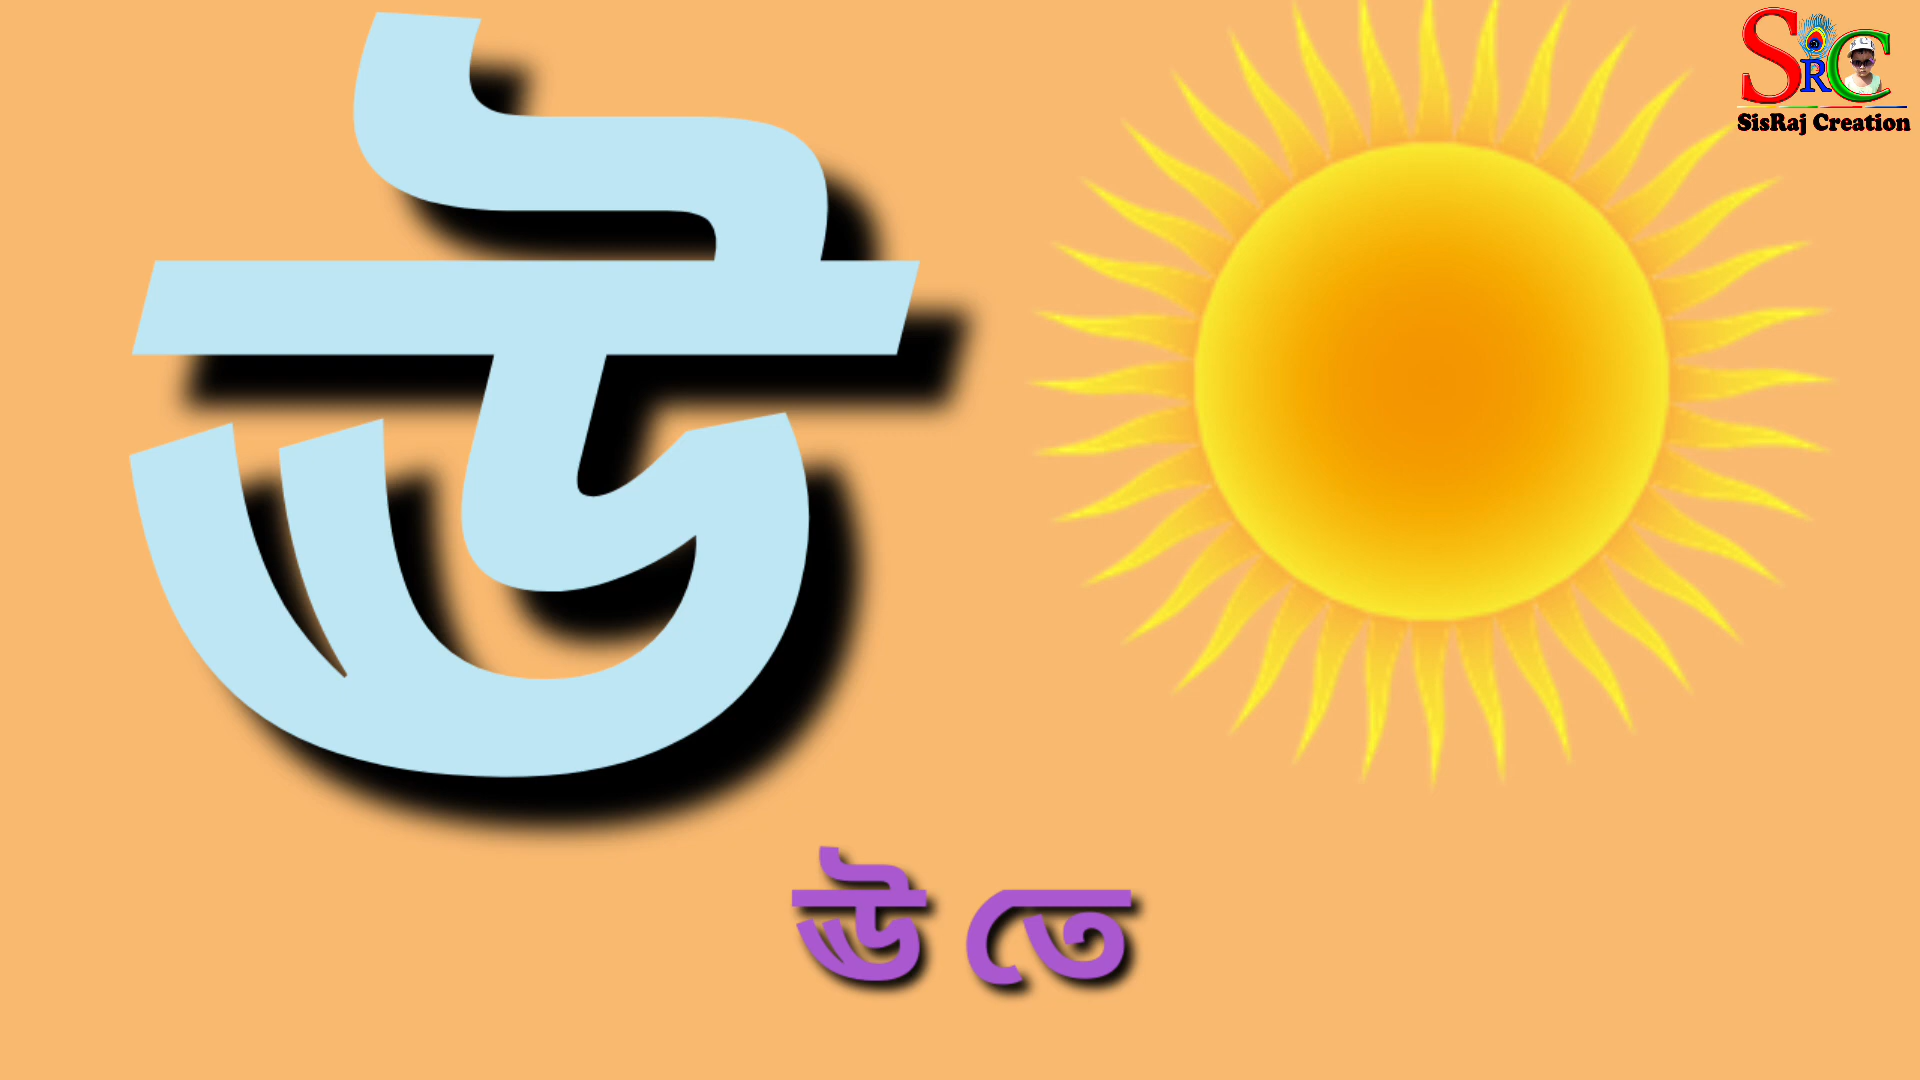 ঊ
SRC
SisRaj Creation
ঊ তে